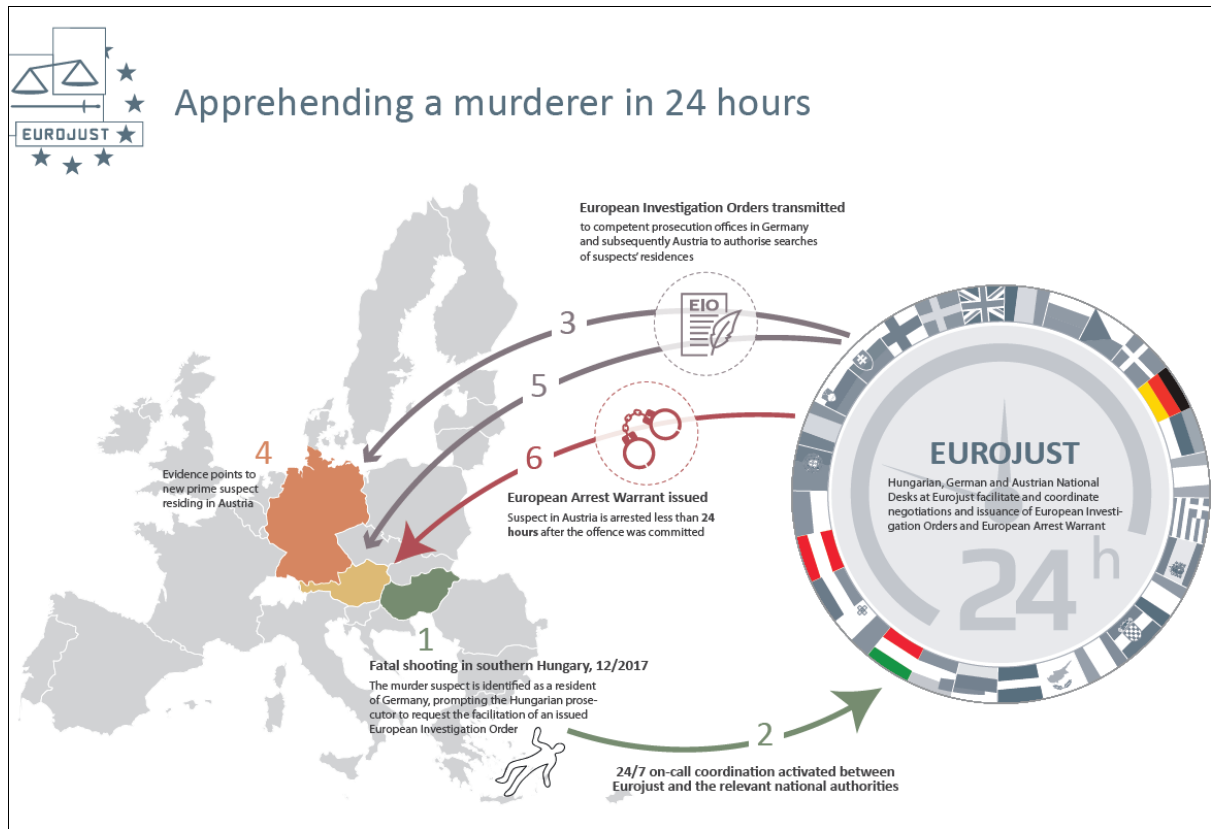 EUROJUST
Apprehending a murderer in 24 hours
European Investigation Orders transmitted
to competent prosecution offices in Germany
and subsequently Austria to authorise searches
of suspects' residences
EIO
3
5
4
Evidence points to
new prime suspect
residing in Austria
6
European Arrest Warrant issued
Suspect in Austria is arrested less than 24
hours after the offence was committed
EUROJUST
Hungarian, German and Austrian National
Desks at Eurojust facilitate and coordinate
negotiations and issuance of European Investi-
gation Orders and European Arrest Warrant
24h
1
Fatal shooting in southern Hungary, 12/2017
The murder suspect is identified as a resident
of Germany, prompting the Hungarian prose-
cutor to request the facilitation of an issued
European Investigation Order
2
24/7 on-call coordination activated between
Eurojust and the relevant national authorities